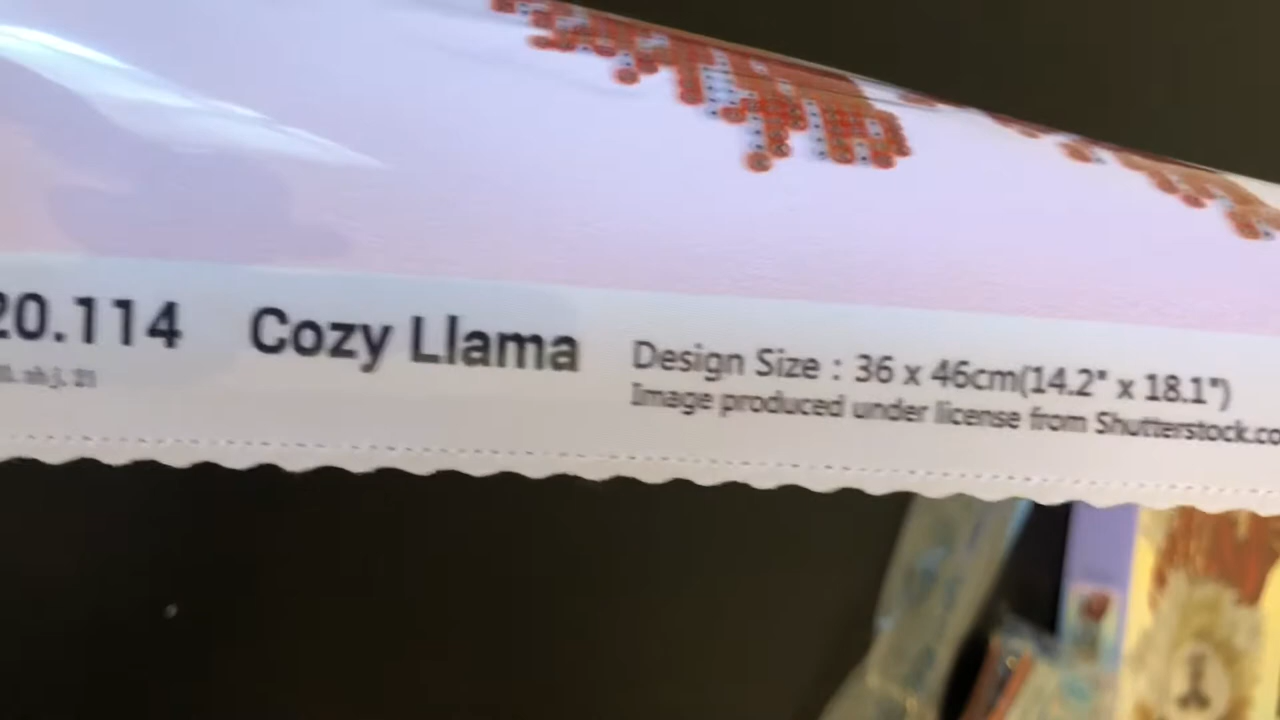 20.114
Cozy Llama
Design Size : 36 x 46cm(14.2" x 18.1")
Image produced under license from Shutterstock.co